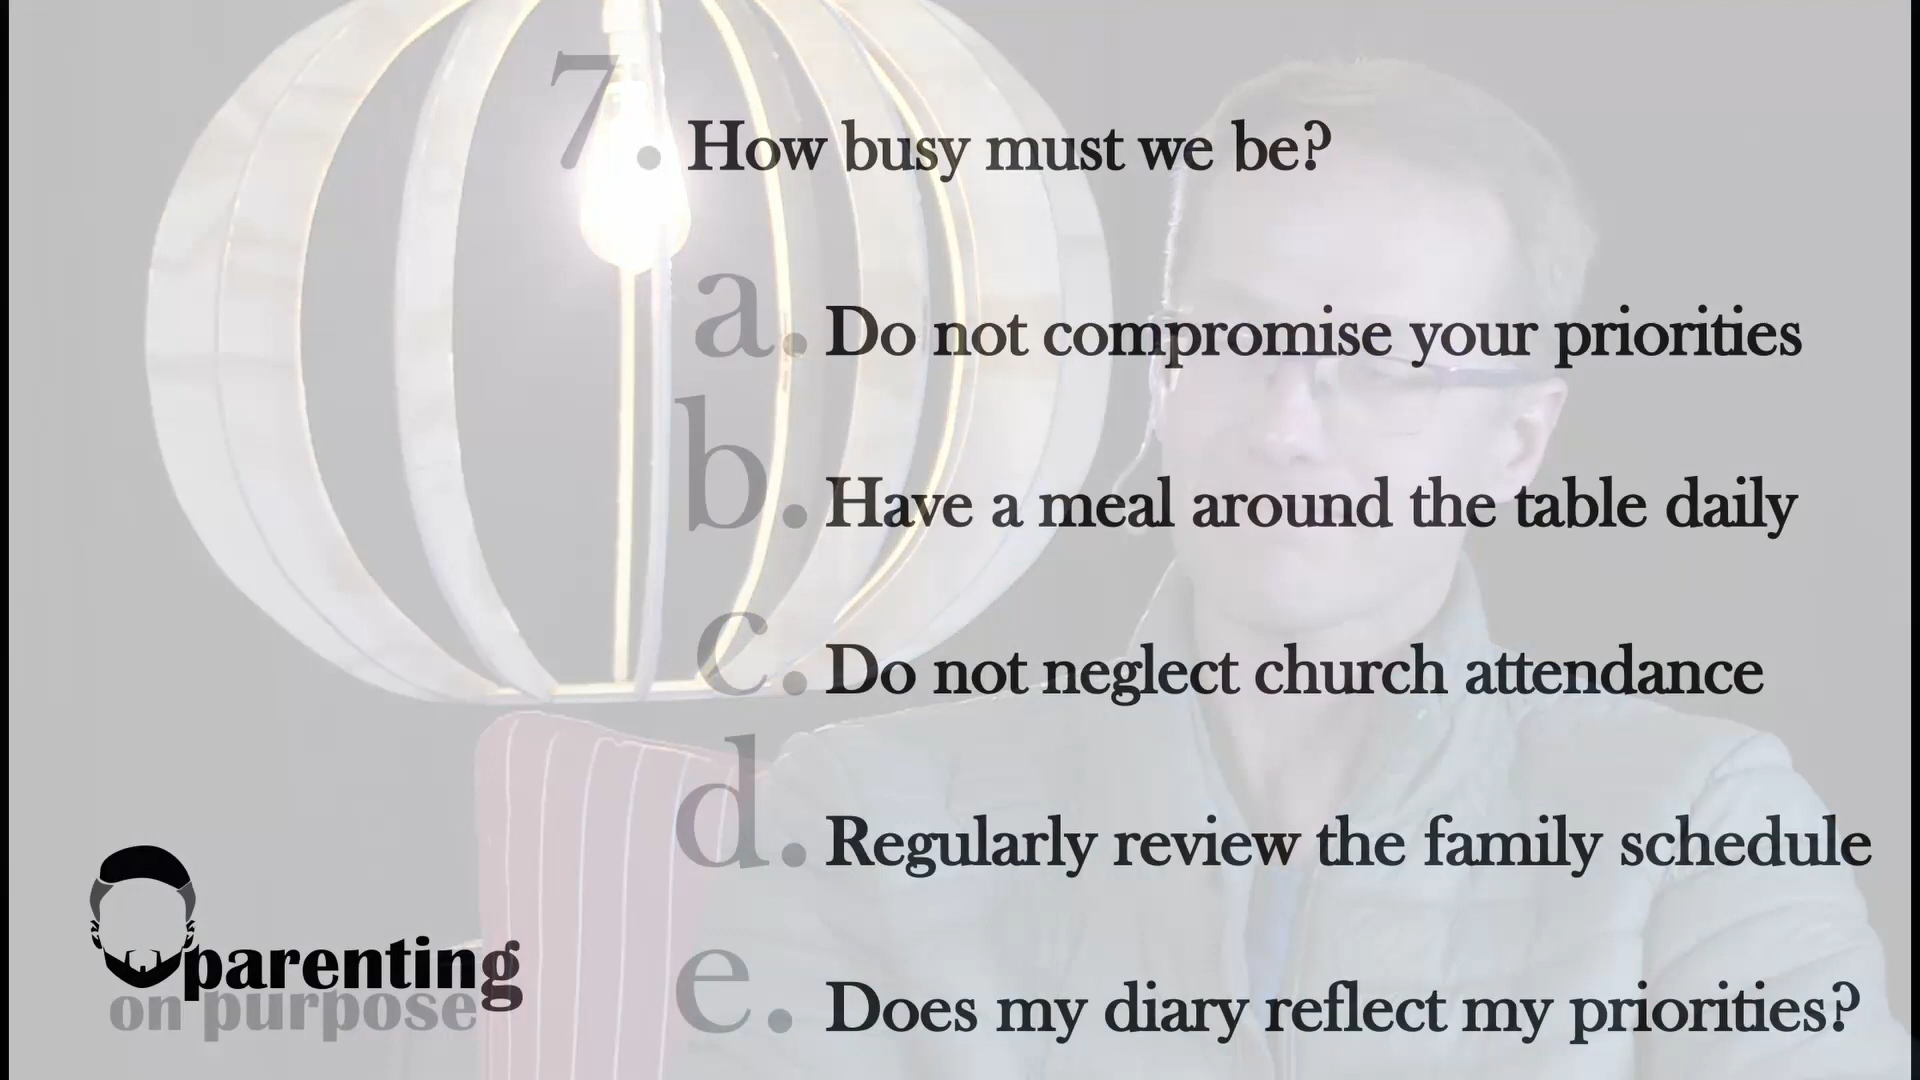 7. How busy must we be?
a. Do not compromise your priorities
b. Have a meal around the table daily
c. Do not neglect church attendance
d. Regularly review the family schedule
e. Does my diary reflect my priorities?
parenting
on purpose